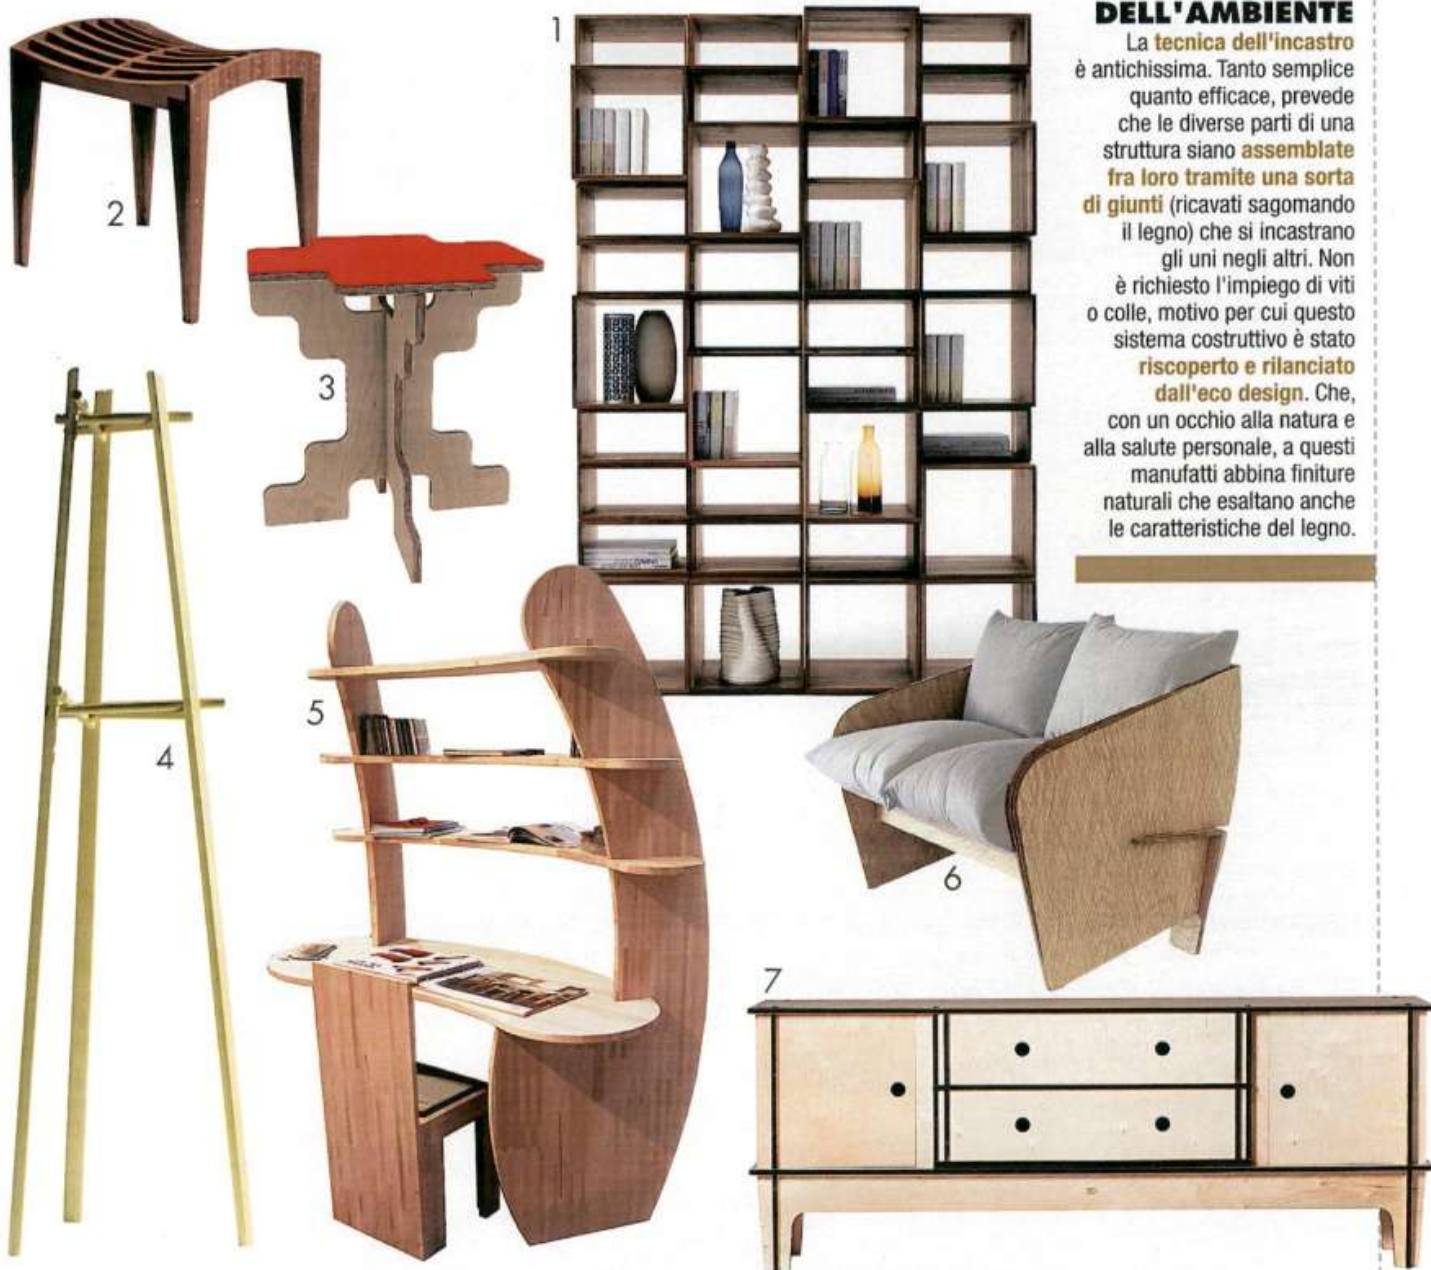 DELL'AMBIENTE
La tecnica dell'incastro
è antichissima. Tanto semplice
quanto efficace, prevede
che le diverse parti di una
struttura siano assemblate
fra loro tramite una sorta
di giunti (ricavati sagomando
il legno) che si incastrano
gli uni negli altri. Non
è richiesto l'impiego di viti
o colle, motivo per cui questo
sistema costruttivo è stato
riscoperto e rilanciato
dall'eco design. Che,
con un occhio alla natura e
alla salute personale, a questi
manufatti abbina finiture
naturali che esaltano anche
le caratteristiche del legno.
1
2
3
4
5
6
7